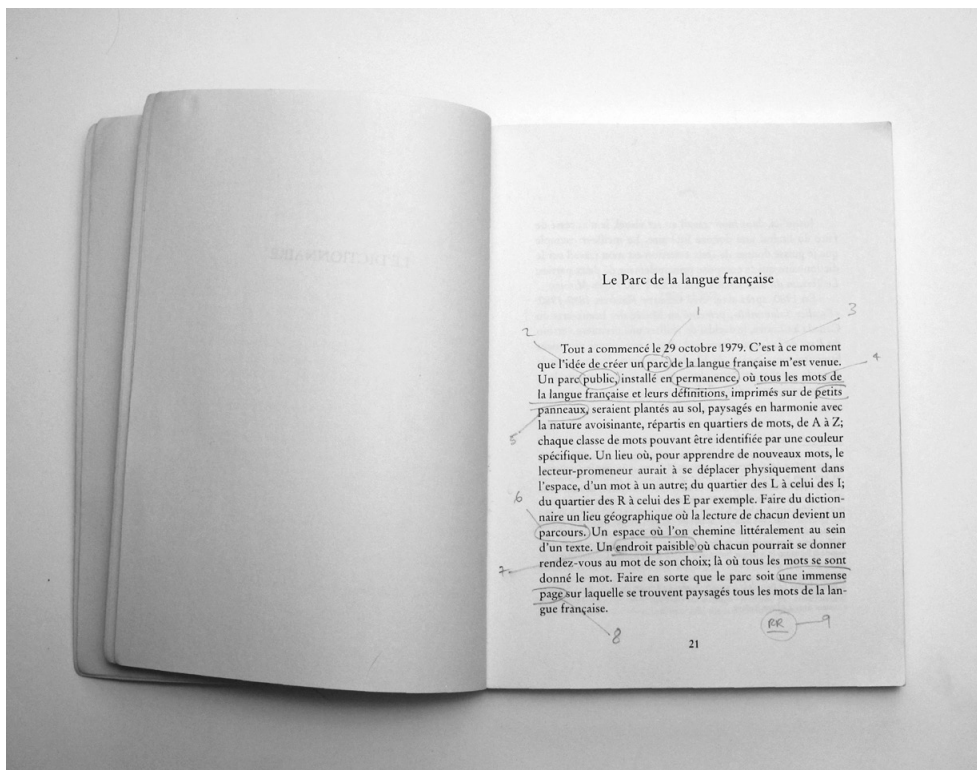 Le Parc de la langue française
1
2
3
Tout a commencé le 29 octobre 1979. C'est à ce moment
que l'idée de créer un parc de la langue française m'est venue.
4
Un parc public, installé en permanence, où tous les mots de
la langue française et leurs définitions, imprimés sur de petits
panneaux, seraient plantés au sol, paysagés en harmonie avec
5
la nature avoisinante, répartis en quartiers de mots, de A à Z;
chaque classe de mots pouvant être identifiée par une couleur
spécifique. Un lieu où, pour apprendre de nouveaux mots, le
lecteur-promeneur aurait à se déplacer physiquement dans
l'espace, d'un mot à un autre; du quartier des L à celui des I;
6
du quartier des R à celui des E par exemple. Faire du diction-
naire un lieu géographique où la lecture de chacun devient un
parcours. Un espace où l'on chemine littéralement au sein
d'un texte. Un endroit paisible où chacun pourrait se donner
7
rendez-vous au mot de son choix; là où tous les mots se sont
donné le mot. Faire en sorte que le parc soit une immense
page sur laquelle se trouvent paysagés tous les mots de la lan-
gue française.
8
RR
9
21
LE DICTIONNAIRE